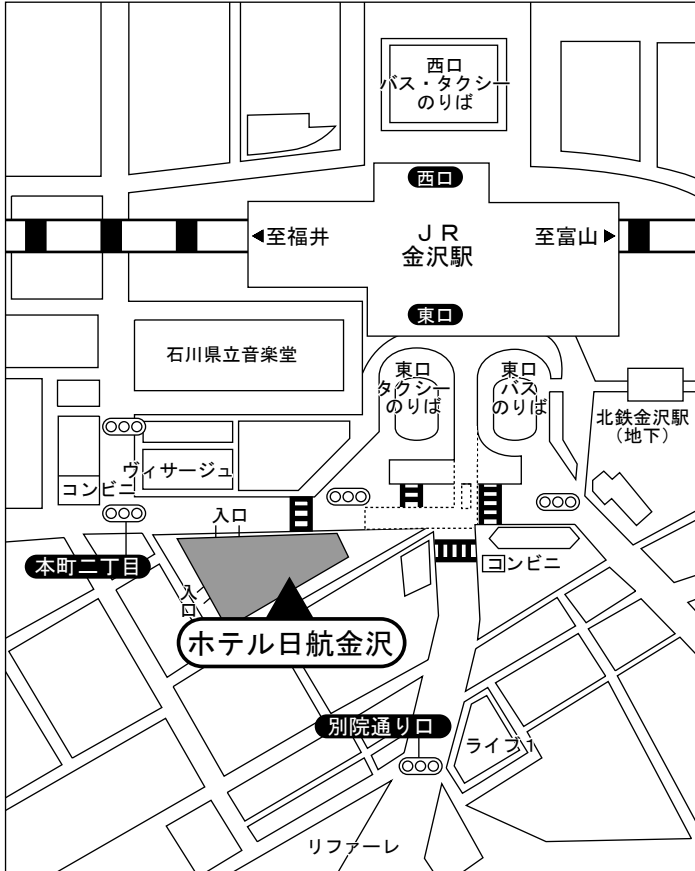 西口
バス・タクシー
のりば
西口
◀至福井
JR
金沢駅
至富山▶
東口
石川県立音楽堂
東口
タクシー
のりば
東口
バス
のりば
北鉄金沢駅
(地下)
ヴィサージュ
コンビニ
入口
本町二丁目
コンビニ
入口
ホテル日航金沢
別院通り口
ライブ1
リファーレ